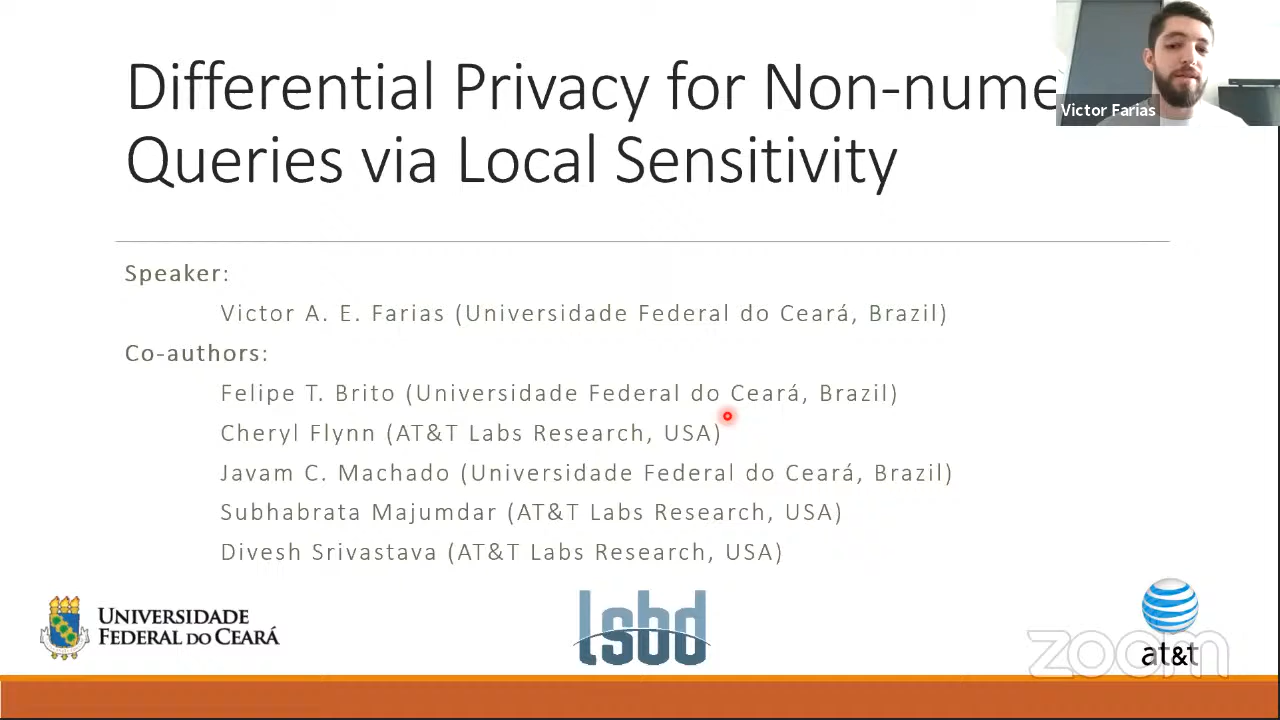 Differential Privacy for Non-nume
Queries via Local Sensitivity
Victor Farias
Speaker:
Victor A. E. Farias (Universidade Federal do Ceará, Brazil)
Co-authors:
Felipe T. Brito (Universidade Federal do Ceará, Brazil)
Cheryl Flynn (AT&T Labs Research, USA)
Javam C. Machado (Universidade Federal do Ceará, Brazil)
Subhabrata Majumdar (AT&T Labs Research, USA)
Divesh Srivastava (AT&T Labs Research, USA)
UNIVERSIDADE
FEDERAL DO CEARÁ
lsbd
at&t
zoom